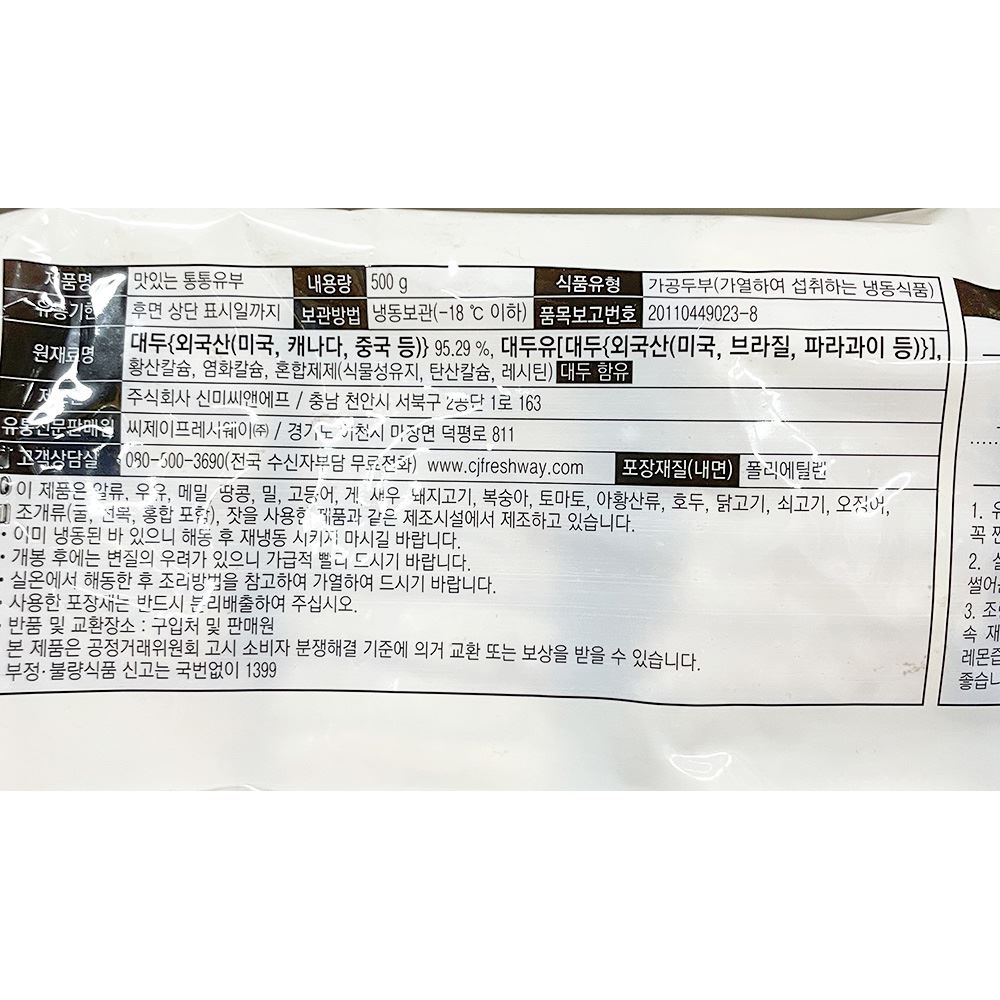 제품명 맛있는 통통유부 내용량 500 g 식품유형 가공두부(가열하여 섭취하는 냉동식품)
유통기한 후면 상단 표시일까지 보관방법 냉동보관(-18 ℃ 이하) 품목보고번호 20110449023-8
원재료명 대두{외국산(미국, 캐나다, 중국 등)} 95.29 %, 대두유[대두{외국산(미국, 브라질, 파라과이 등)}],
황산칼슘, 염화칼슘, 혼합제제(식물성유지, 탄산칼슘, 레시틴) 대두 함유
주식회사 신미씨앤에프 / 충남 천안시 서북구 2공단 1로 163
유통전문판매원 씨제이프레시웨이㈜ / 경기도 이천시 마장면 덕평로 811
고객상담실 080-500-3690(전국 수신자부담 무료전화) www.cjfreshway.com 포장재질(내면) 폴리에틸렌
이 제품은 알류, 우유, 메밀, 땅콩, 밀, 고등어, 게, 새우, 돼지고기, 복숭아, 토마토, 아황산류, 호두, 닭고기, 쇠고기, 오징어,
조개류(굴, 전복, 홍합 포함), 잣을 사용한 제품과 같은 제조시설에서 제조하고 있습니다.
· 이미 냉동된 바 있으니 해동 후 재냉동 시키지 마시길 바랍니다.
· 개봉 후에는 변질의 우려가 있으니 가급적 빨리 드시기 바랍니다.
· 실온에서 해동한 후 조리방법을 참고하여 가열하여 드시기 바랍니다.
· 사용한 포장재는 반드시 분리배출하여 주십시오.
· 반품 및 교환장소 : 구입처 및 판매원
본 제품은 공정거래위원회 고시 소비자 분쟁해결 기준에 의거 교환 또는 보상을 받을 수 있습니다.
부정·불량식품 신고는 국번없이 1399
1.
꼭
2.
3.
속